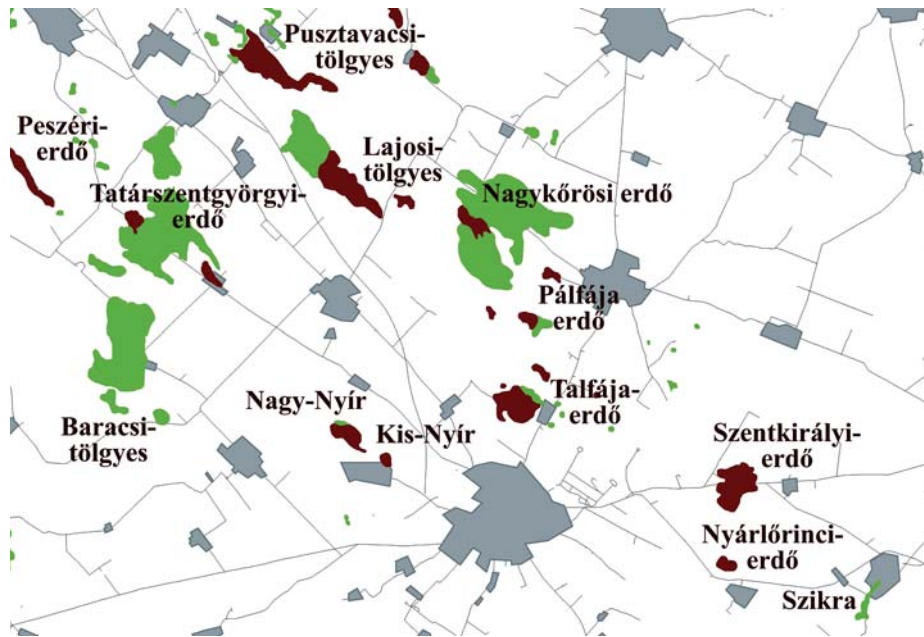 Pusztavacsi-
tölgyes
Peszéri-
erdő
Lajosi-
tölgyes
Tatárszentgyörgyi-
erdő
Nagykőrösi erdő
Pálfája
erdő
Nagy-Nyír
Talfája-
erdő
Baracsi-
tölgyes
Kis-Nyír
Szentkirályi-
erdő
Nyárlőrinci-
erdő
Szikra